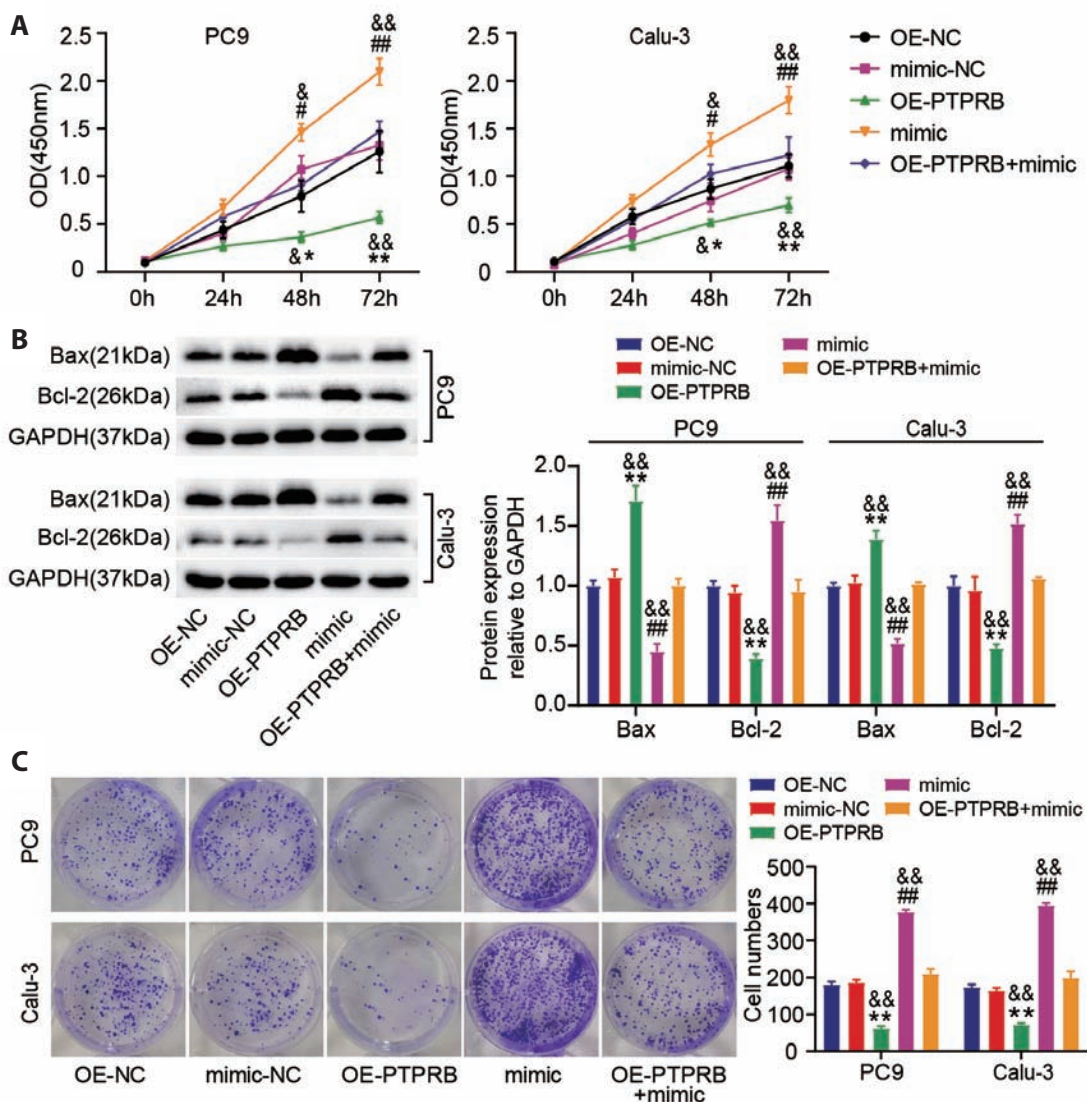 A
PC9
OD(450nm)
2.5
2.0
1.5
1.0
0.5
0
0h
24h
48h
72h
&
#
&&
##
&*
&&
**
Calu-3
OD(450nm)
2.5
2.0
1.5
1.0
0.5
0
0h
24h
48h
72h
&
#
&&
##
&*
&&
**
OE-NC
mimic-NC
OE-PTPRB
mimic
OE-PTPRB+mimic
B
Bax(21kDa)
Bcl-2(26kDa)
GAPDH(37kDa)
PC9
Bax(21kDa)
Bcl-2(26kDa)
GAPDH(37kDa)
Calu-3
OE-NC
mimic-NC
OE-PTPRB
mimic
OE-PTPRB+mimic
OE-NC
mimic-NC
OE-PTPRB
mimic
OE-PTPRB+mimic
PC9
Calu-3
Protein expression
relative to GAPDH
2.0
1.5
1.0
0.5
0.0
&&
**
&&
##
&&
**
&&
##
&&
**
&&
##
&&
**
&&
##
Bax
Bcl-2
Bax
Bcl-2
C
PC9
Calu-3
OE-NC
mimic-NC
OE-PTPRB
mimic
OE-PTPRB
+mimic
OE-NC
mimic-NC
OE-PTPRB
mimic
OE-PTPRB+mimic
Cell numbers
500
400
300
200
100
0
&&
**
&&
##
&&
**
&&
##
PC9
Calu-3